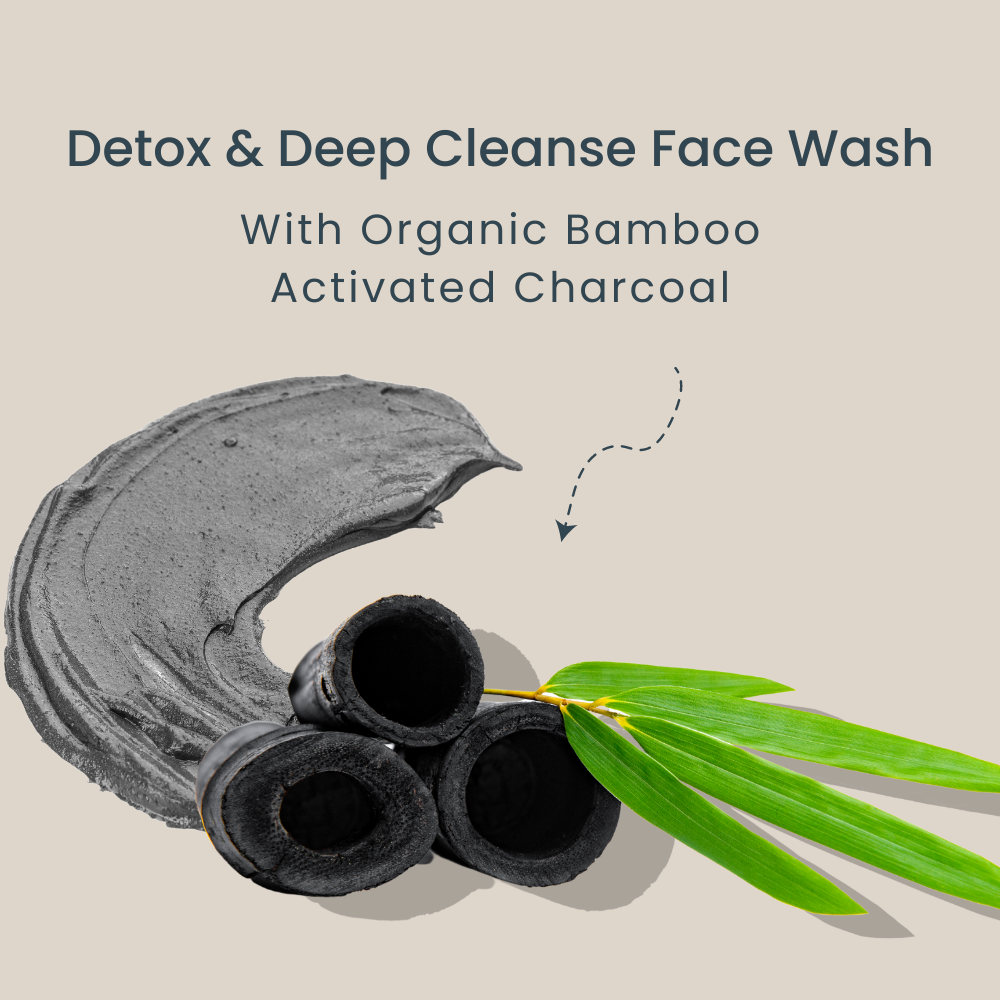 Detox & Deep Cleanse Face Wash
With Organic Bamboo
Activated Charcoal